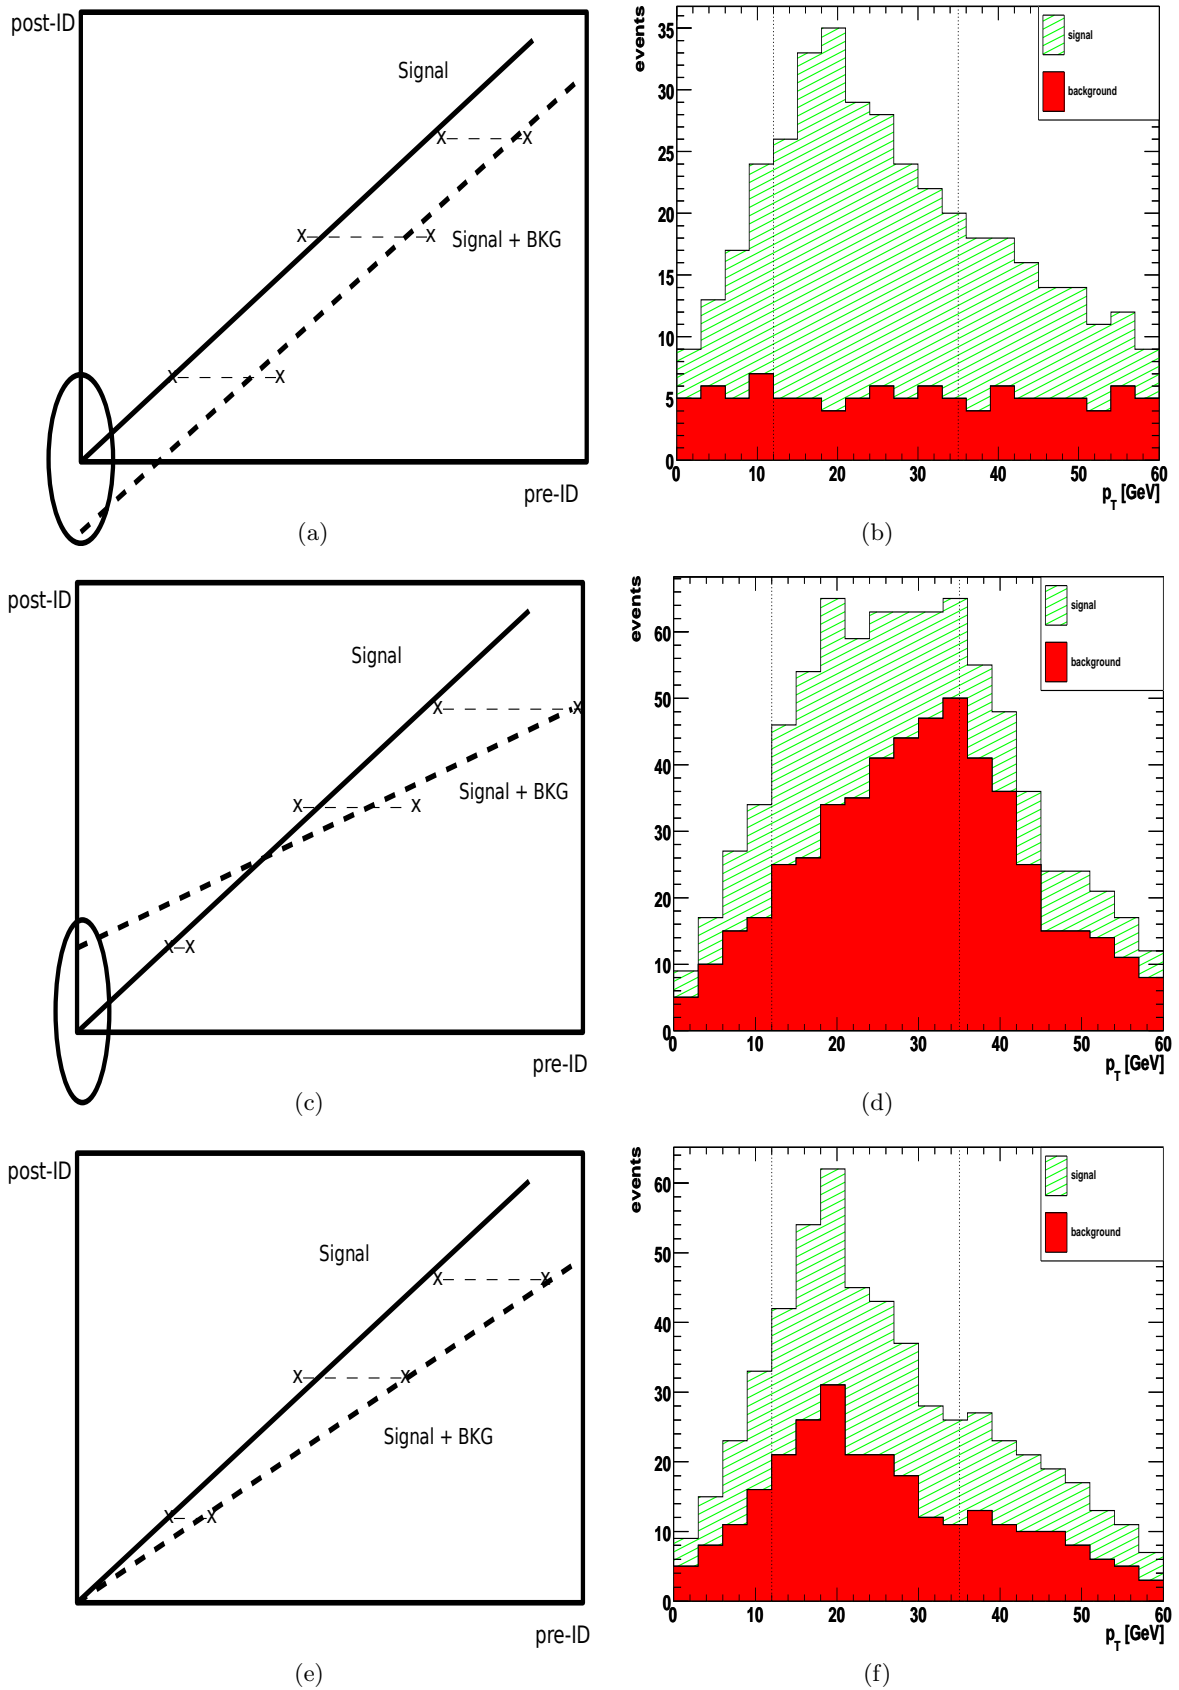 post-ID
Signal
X X
X X
Signal + BKG
X X
pre-ID
(a)
events
35
30
25
20
15
10
5
0
signal
background
0 10 20 30 40 50 60
p_T [GeV]
(b)
post-ID
Signal
X X
Signal + BKG
X X
X X
pre-ID
(c)
events
60
50
40
30
20
10
0
signal
background
0 10 20 30 40 50 60
p_T [GeV]
(d)
post-ID
Signal
X X
X X
Signal + BKG
X X
pre-ID
(e)
events
60
50
40
30
20
10
0
signal
background
0 10 20 30 40 50 60
p_T [GeV]
(f)